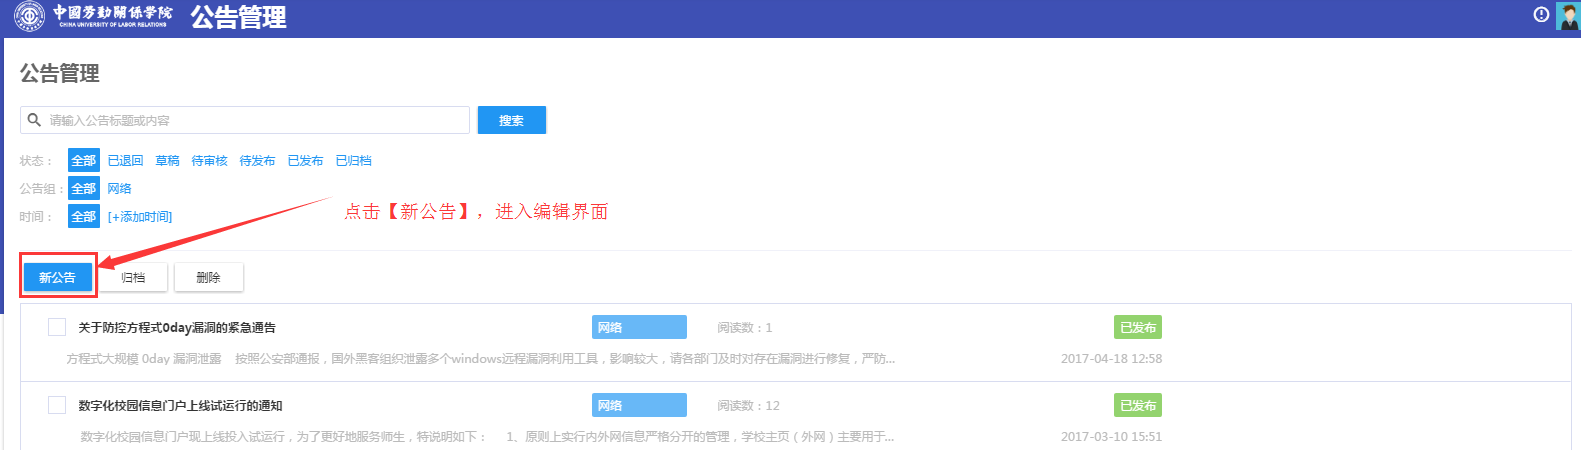 中國劳動關係学院 公告管理
CHINA UNIVERSITY OF LABOR RELATIONS
公告管理
请输入公告标题或内容 搜索
状态： 全部 已退回 草稿 待审核 待发布 已发布 已归档
公告组： 全部 网络
时间： 全部 [+添加时间]
点击【新公告】，进入编辑界面
新公告 归档 删除
关于防控方程式0day漏洞的紧急通告 网络 阅读数：1 已发布
方程式大规模 0day 漏洞泄露 按照公安部通报，国外黑客组织泄露多个windows远程漏洞利用工具，影响较大，请各部门及时对存在漏洞进行修复，严防... 2017-04-18 12:58
数字化校园信息门户上线试运行的通知 网络 阅读数：12 已发布
数字化校园信息门户现上线投入试运行，为了更好地服务师生，特说明如下： 1、原则上实行内外网信息严格分开的管理，学校主页（外网）主要用于... 2017-03-10 15:51